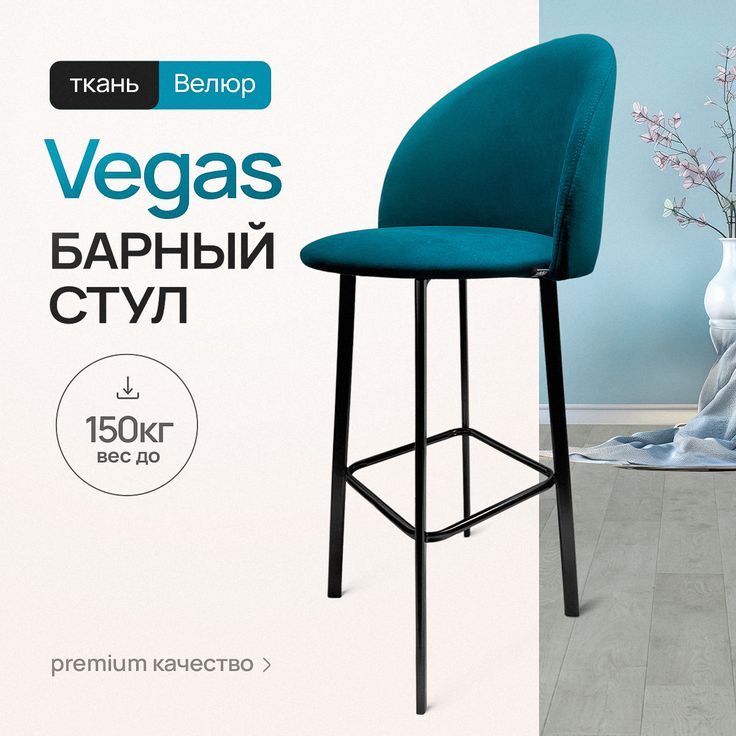 ткань Велюр
Vegas
БАРНЫЙ
СТУЛ
150кг
вес до
premium качество >